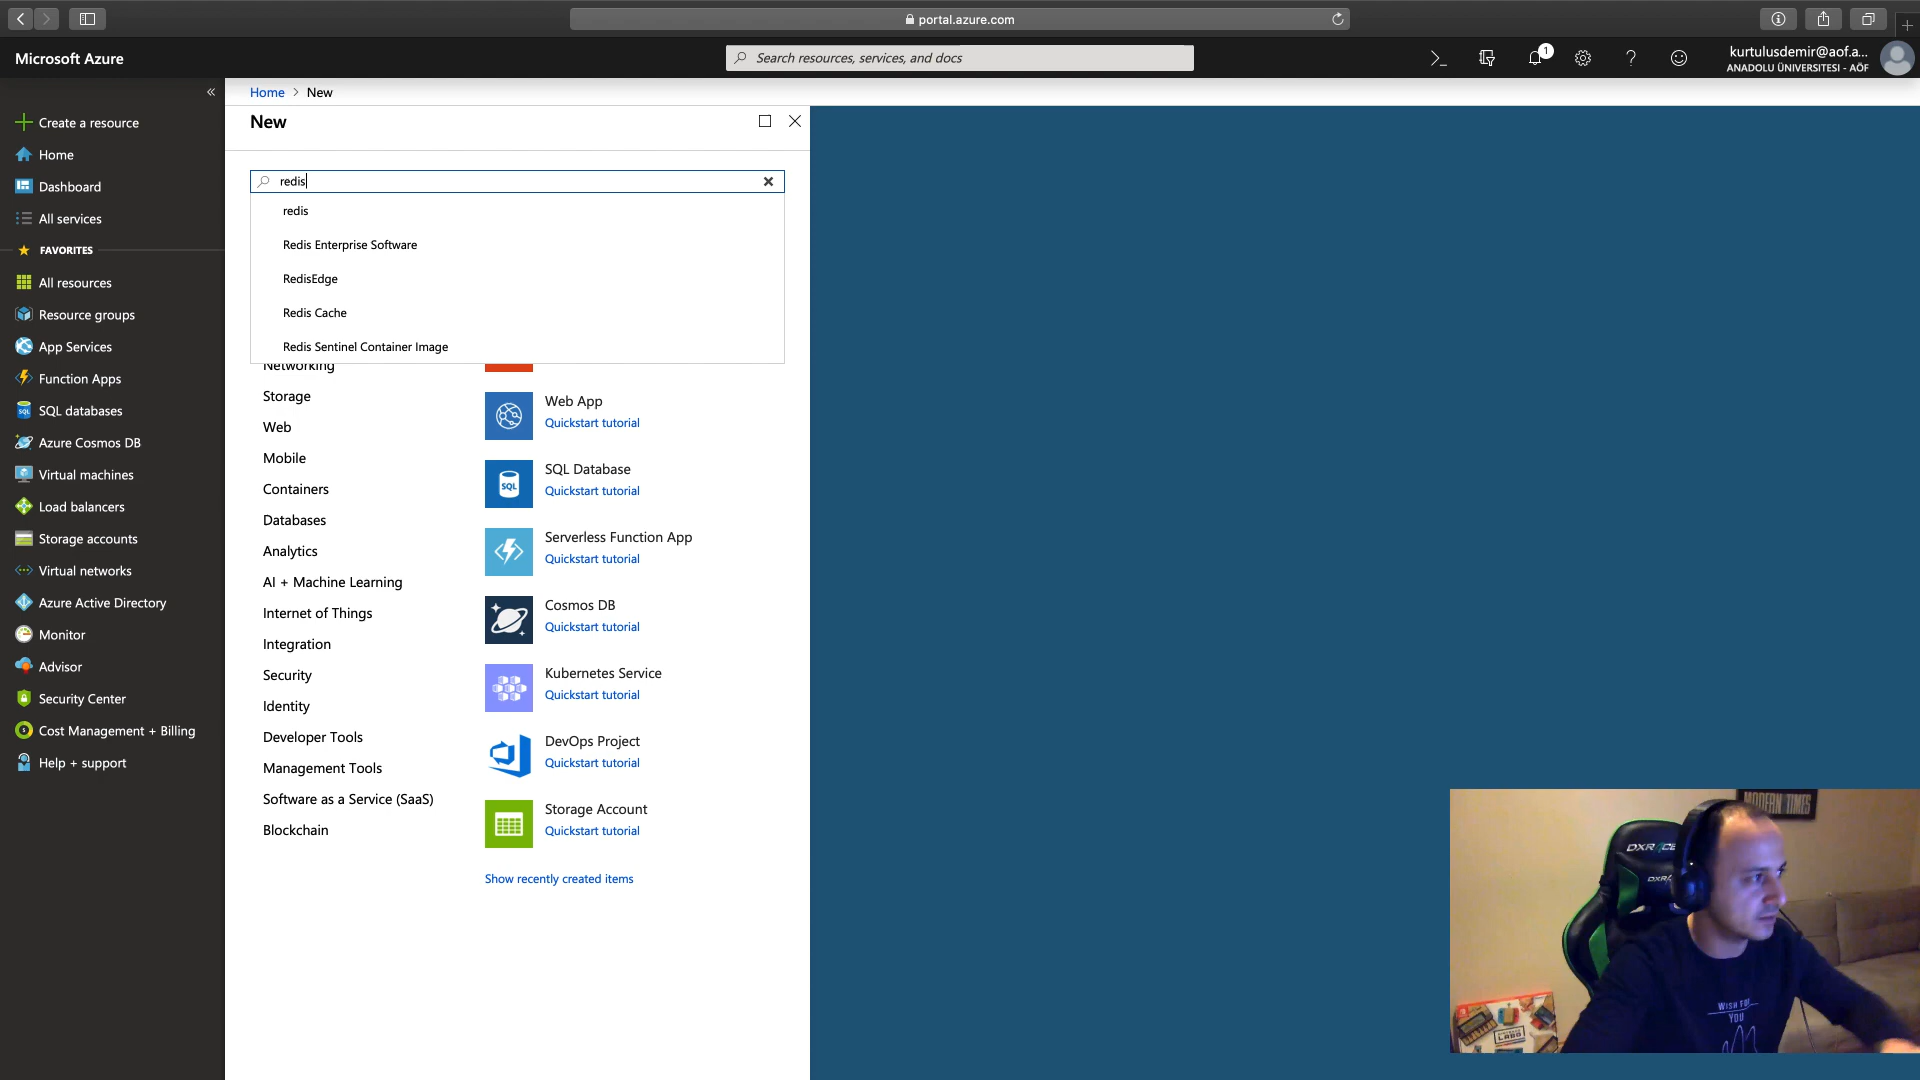 portal.azure.com
Microsoft Azure
Search resources, services, and docs
1
kurtulusdemir@aof.a...
ANADOLU ÜNIVERSITESI - AÖF
Create a resource
Home
Dashboard
All services
FAVORITES
All resources
Resource groups
App Services
Function Apps
SQL databases
Azure Cosmos DB
Virtual machines
Load balancers
Storage accounts
Virtual networks
Azure Active Directory
Monitor
Advisor
Security Center
Cost Management + Billing
Help + support
Home > New
New
redis
redis
Redis Enterprise Software
RedisEdge
Redis Cache
Redis Sentinel Container Image
Networking
Storage
Web
Mobile
Containers
Databases
Analytics
AI + Machine Learning
Internet of Things
Integration
Security
Identity
Developer Tools
Management Tools
Software as a Service (SaaS)
Blockchain
Web App
Quickstart tutorial
SQL
SQL Database
Quickstart tutorial
Serverless Function App
Quickstart tutorial
Cosmos DB
Quickstart tutorial
Kubernetes Service
Quickstart tutorial
DevOps Project
Quickstart tutorial
Storage Account
Quickstart tutorial
Show recently created items
MODERN TIMES
WISH FOR
YOU
LABO